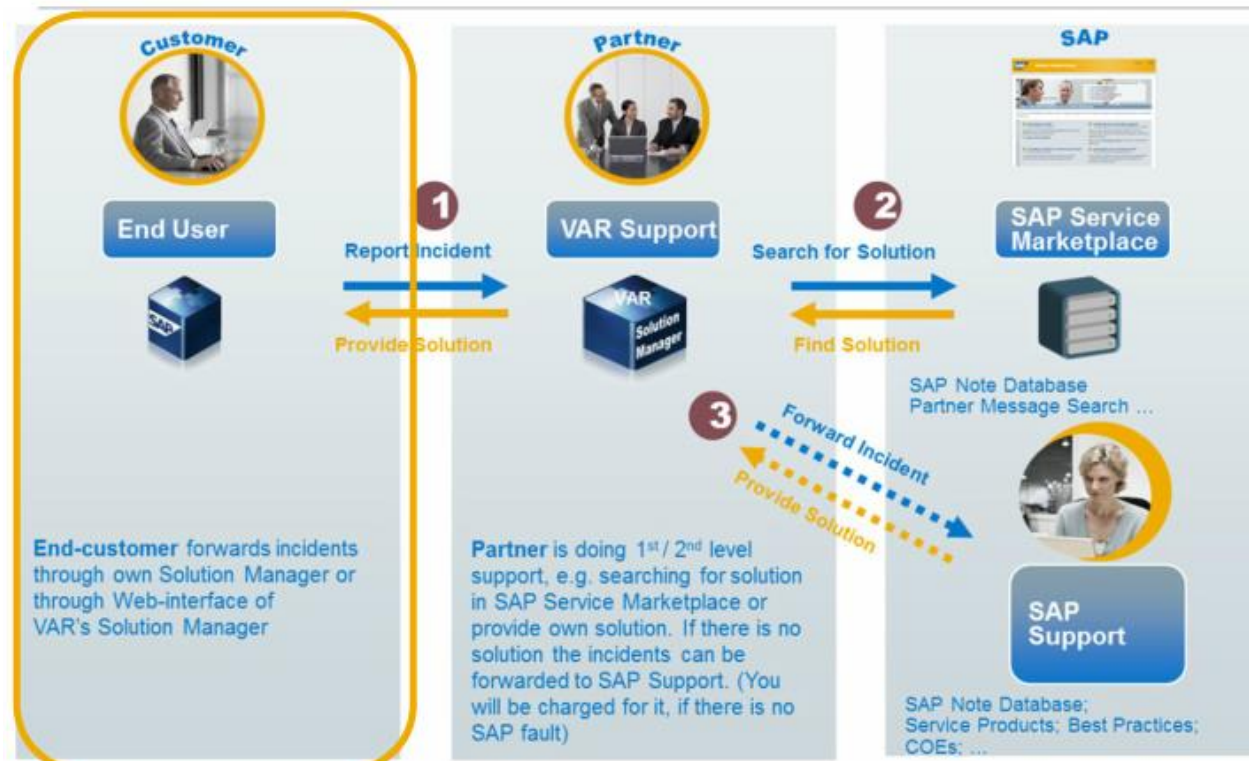 Customer
Partner
SAP
End User
1
VAR Support
2
SAP Service
Marketplace
Report Incident
Search for Solution
SAP
VAR
Solution
Manager
Provide Solution
Find Solution
SAP Note Database
Partner Message Search ...
3
Forward Incident
Provide Solution
End-customer forwards incidents
through own Solution Manager or
through Web-interface of
VAR's Solution Manager
Partner is doing 1st / 2nd level
support, e.g. searching for solution
in SAP Service Marketplace or
provide own solution. If there is no
solution the incidents can be
forwarded to SAP Support. (You
will be charged for it, if there is no
SAP fault)
SAP
Support
SAP Note Database;
Service Products; Best Practices;
COEs; ...